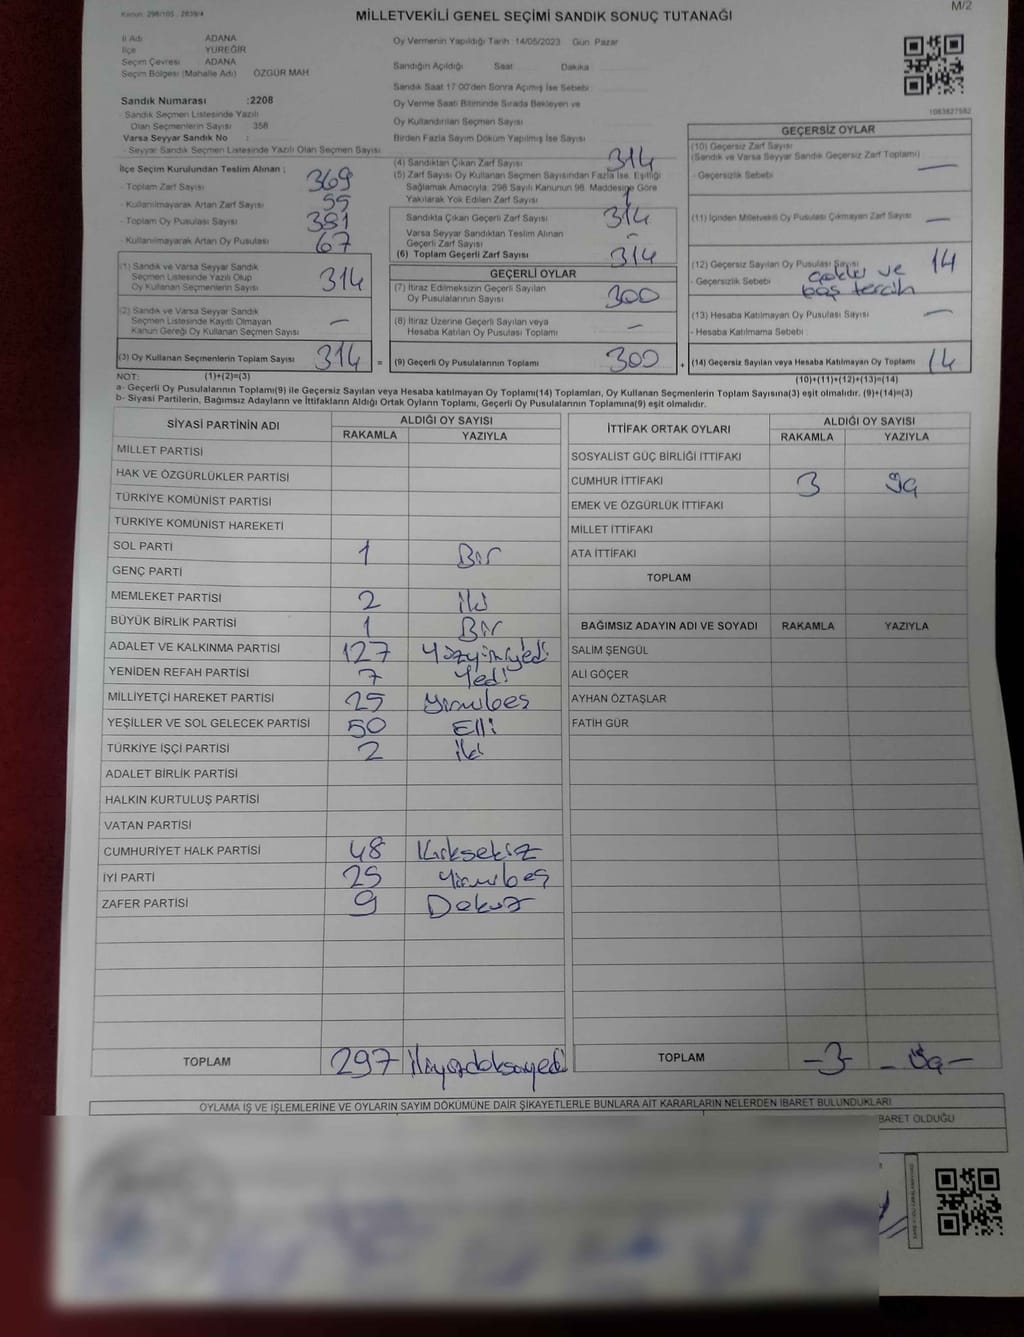 Kanun: 298/105 , 2839/4
M/2
MİLLETVEKİLİ GENEL SEÇİMİ SANDIK SONUÇ TUTANAĞI
İl Adı ADANA
İlçe YÜREĞİR
Seçim Çevresi ADANA
Seçim Bölgesi (Mahalle Adı) ÖZGÜR MAH
Sandık Numarası :2208
- Sandık Seçmen Listesinde Yazılı
Olan Seçmenlerin Sayısı 358
Varsa Seyyar Sandık No :
- Seyyar Sandık Seçmen Listesinde Yazılı Olan Seçmen Sayısı
İlçe Seçim Kurulundan Teslim Alınan ;
- Toplam Zarf Sayısı 369
- Kullanılmayarak Artan Zarf Sayısı 55
- Toplam Oy Pusulası Sayısı 381
- Kullanılmayarak Artan Oy Pusulası 67
(1) Sandık ve Varsa Seyyar Sandık
Seçmen Listesinde Yazılı Olup
Oy Kullanan Seçmenlerin Sayısı 314
(2) Sandık ve Varsa Seyyar Sandık
Seçmen Listesinde Kayıtlı Olmayan
Kanun Gereği Oy Kullanan Seçmen Sayısı —
(3) Oy Kullanan Seçmenlerin Toplam Sayısı 314 =
Oy Vermenin Yapıldığı Tarih :14/05/2023 Gün Pazar
Sandığın Açıldığı Saat Dakika
Sandık Saat 17:00'den Sonra Açımış İse Sebebi
Oy Verme Saati Bitiminde Sırada Bekleyen ve
Oy Kullandırılan Seçmen Sayısı
Birden Fazla Sayım Döküm Yapılmış İse Sayısı
(4) Sandıktan Çıkan Zarf Sayısı 314
(5) Zarf Sayısı Oy Kullanan Seçmen Sayısından Fazla İse, Eşitliği
Sağlamak Amacıyla, 298 Sayılı Kanunun 98. Maddesine Göre
Yakılarak Yok Edilen Zarf Sayısı
Sandıkta Çıkan Geçerli Zarf Sayısı 314
Varsa Seyyar Sandıktan Teslim Alınan
Geçerli Zarf Sayısı -
(6) Toplam Geçerli Zarf Sayısı 314
GEÇERLİ OYLAR
(7) İtiraz Edilmeksizin Geçerli Sayılan
Oy Pusulalarının Sayısı 300
(8) İtiraz Üzerine Geçerli Sayılan veya
Hesaba Katılan Oy Pusulası Toplamı —
(9) Geçerli Oy Pusulalarının Toplamı 300 +
1083827582
GEÇERSİZ OYLAR
(10) Geçersiz Zarf Sayısı
(Sandık ve Varsa Seyyar Sandık Geçersiz Zarf Toplamı) —
- Geçersizlik Sebebi
(11) İçinden Milletvekili Oy Pusulası Çıkmayan Zarf Sayısı —
(12) Geçersiz Sayılan Oy Pusulası Sayısı 14
- Geçersizlik Sebebi ve
boş tercih
(13) Hesaba Katılmayan Oy Pusulası Sayısı —
- Hesaba Katılmama Sebebi :
(14) Geçersiz Sayılan veya Hesaba Katılmayan Oy Toplamı 14
NOT: (1)+(2)=(3) (10)+(11)+(12)+(13)=(14)
a- Geçerli Oy Pusulalarının Toplamı(9) ile Geçersiz Sayılan veya Hesaba katılmayan Oy Toplamı(14) Toplamları, Oy Kullanan Seçmenlerin Toplam Sayısına(3) eşit olmalıdır. (9)+(14)=(3)
b- Siyasi Partilerin, Bağımsız Adayların ve İttifakların Aldığı Ortak Oyların Toplamı, Geçerli Oy Pusulalarının Toplamına(9) eşit olmalıdır.
SİYASİ PARTİNİN ADI ALDIĞI OY SAYISI
RAKAMLA YAZIYLA
MİLLET PARTİSİ
HAK VE ÖZGÜRLÜKLER PARTİSİ
TÜRKİYE KOMÜNİST PARTİSİ
TÜRKİYE KOMÜNİST HAREKETİ
SOL PARTİ 1 Bir
GENÇ PARTİ
MEMLEKET PARTİSİ 2 iki
BÜYÜK BİRLİK PARTİSİ 1 Bir
ADALET VE KALKINMA PARTİSİ 127 Yüzyirmiyedi
YENİDEN REFAH PARTİSİ 7 Yedi
MİLLİYETÇİ HAREKET PARTİSİ 25 Yirmibeş
YEŞİLLER VE SOL GELECEK PARTİSİ 50 Elli
TÜRKİYE İŞÇİ PARTİSİ 2 iki
ADALET BİRLİK PARTİSİ
HALKIN KURTULUŞ PARTİSİ
VATAN PARTİSİ
CUMHURİYET HALK PARTİSİ 48 Kırksekiz
İYİ PARTİ 25 Yirmibeş
ZAFER PARTİSİ 9 Dokuz
TOPLAM 297 ikiyüzdoksanyedi
İTTİFAK ORTAK OYLARI ALDIĞI OY SAYISI
RAKAMLA YAZIYLA
SOSYALİST GÜÇ BİRLİĞİ İTTİFAKI
CUMHUR İTTİFAKI 3 üç
EMEK VE ÖZGÜRLÜK İTTİFAKI
MİLLET İTTİFAKI
ATA İTTİFAKI
TOPLAM
BAĞIMSIZ ADAYIN ADI VE SOYADI RAKAMLA YAZIYLA
SALİM ŞENGÜL
ALİ GÖÇER
AYHAN ÖZTAŞLAR
FATİH GÜR
TOPLAM -3- - üç -
OYLAMA İŞ VE İŞLEMLERİNE VE OYLARIN SAYIM DÖKÜMÜNE DAİR ŞİKAYETLERLE BUNLARA AİT KARARLARIN NELERDEN İBARET BULUNDUKLARI
İBARET OLDUĞU